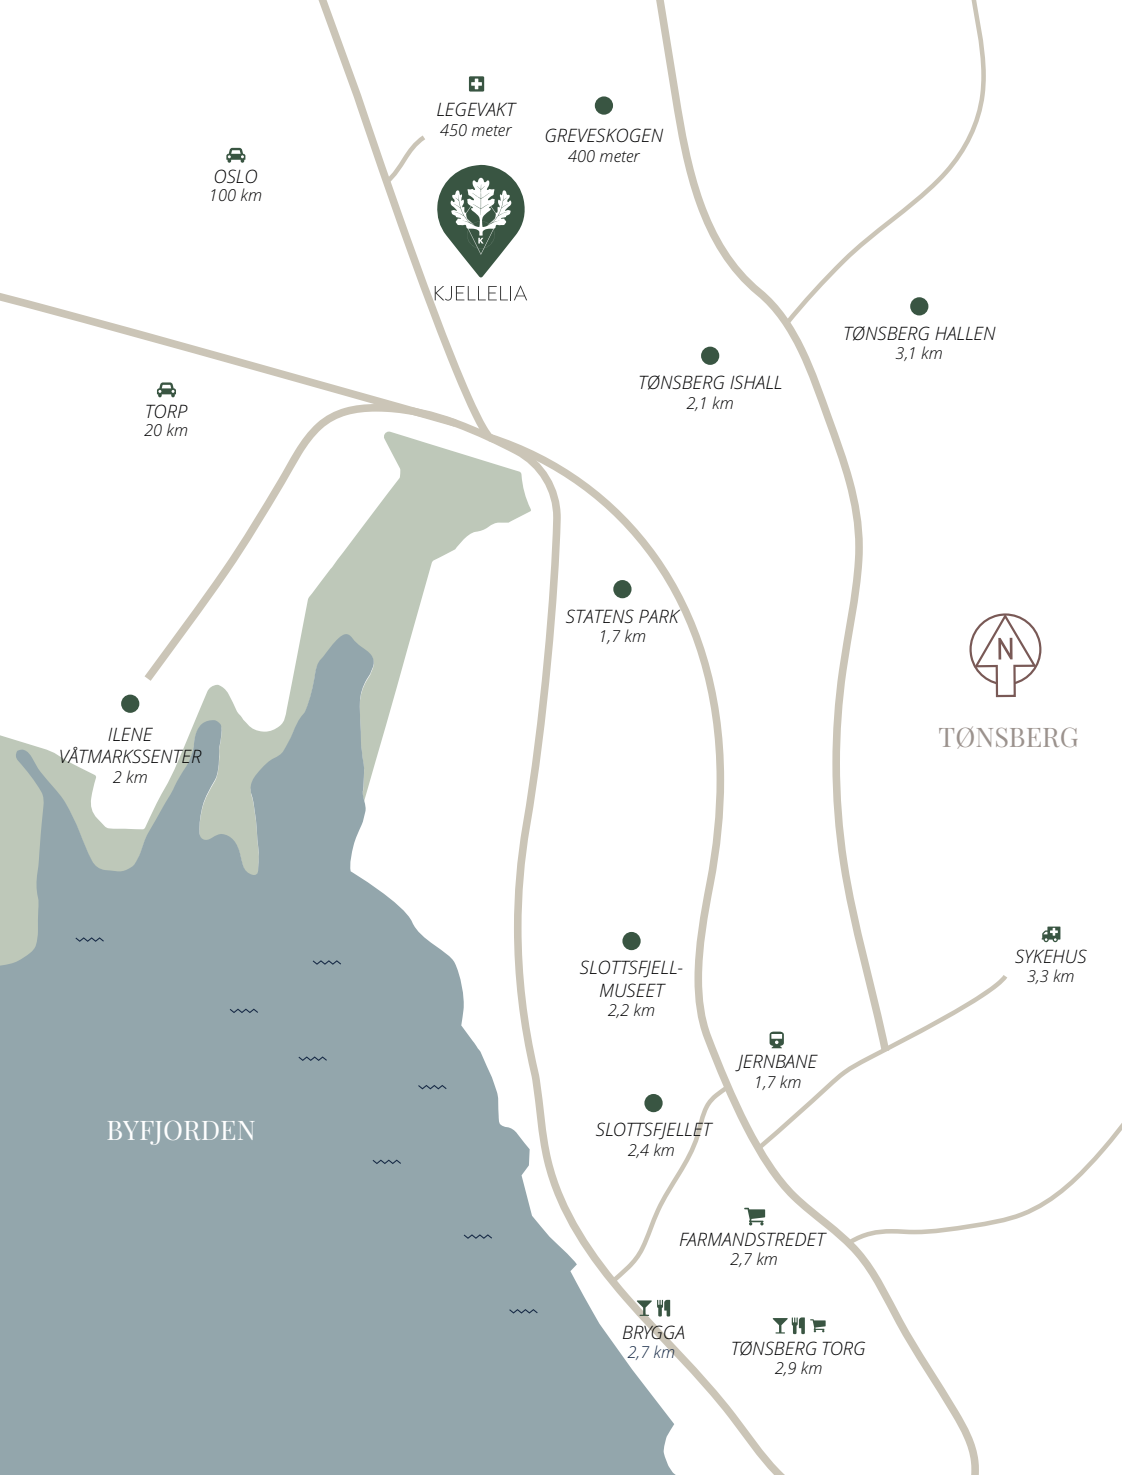 LEGEVAKT
450 meter
GREVESKOGEN
400 meter
OSLO
100 km
K
KJELLELIA
TØNSBERG HALLEN
3,1 km
TØNSBERG ISHALL
2,1 km
TORP
20 km
STATENS PARK
1,7 km
N
TØNSBERG
ILENE
VÅTMARKSSENTER
2 km
SLOTTSFJELL-
MUSEET
2,2 km
SYKEHUS
3,3 km
JERNBANE
1,7 km
SLOTTSFJELLET
2,4 km
BYFJORDEN
FARMANDSTREDET
2,7 km
BRYGGA
2,7 km
TØNSBERG TORG
2,9 km